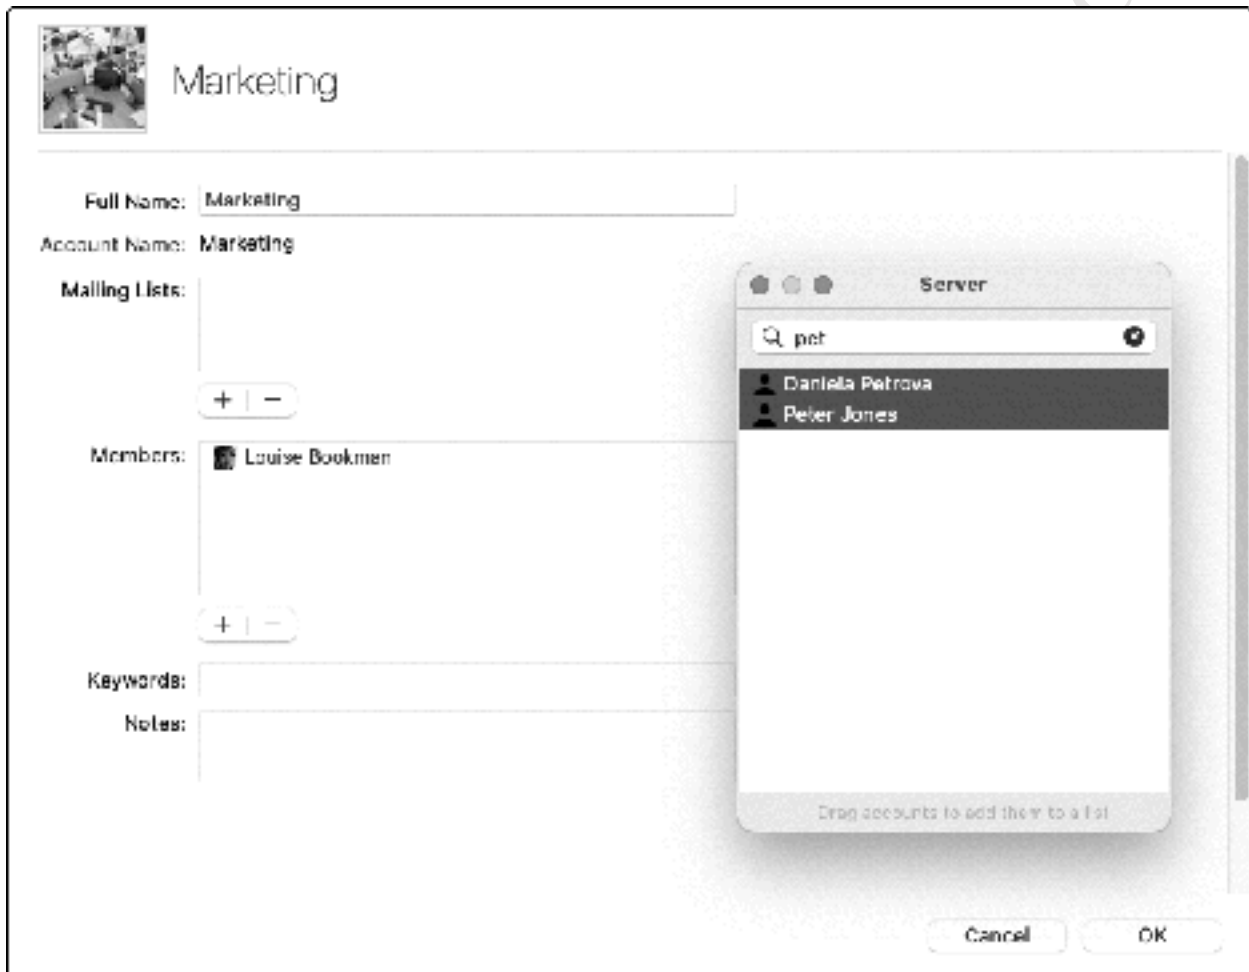 Marketing
Full Name: Marketing
Account Name: Marketing
Mailing Lists:
+ | −
Members: Louise Bookman
+ | −
Keywords:
Notes:
Server
pet
Daniela Petrova
Peter Jones
Drag accounts to add them to a list
Cancel OK